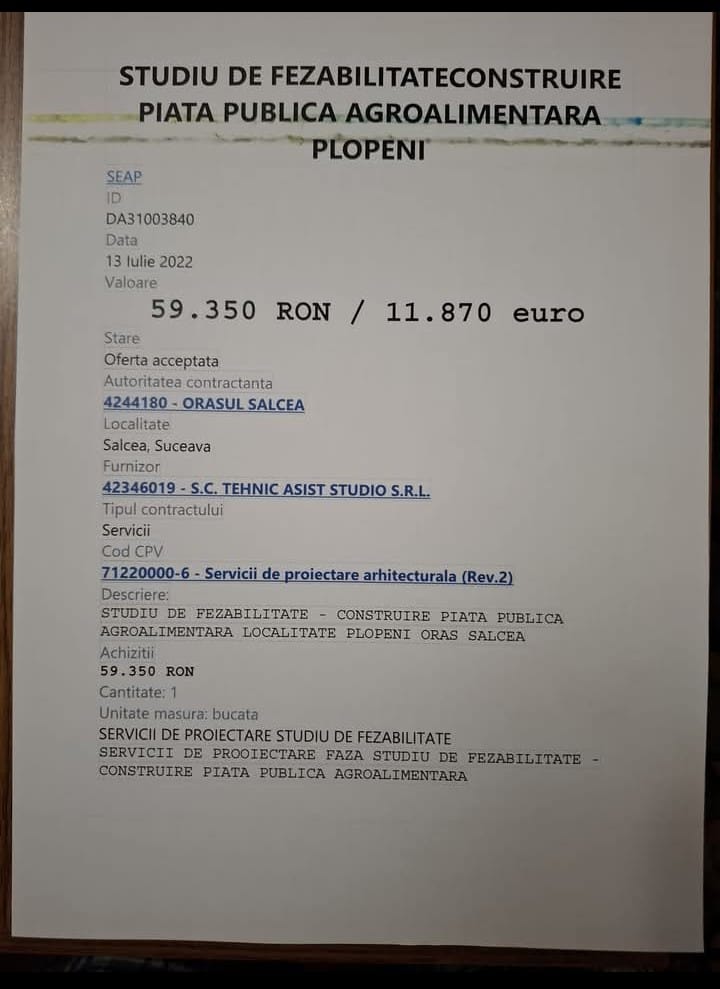 STUDIU DE FEZABILITATECONSTRUIRE
PIATA PUBLICA AGROALIMENTARA
PLOPENI
SEAP
ID
DA31003840
Data
13 Iulie 2022
Valoare
59.350 RON / 11.870 euro
Stare
Oferta acceptata
Autoritatea contractanta
4244180 - ORASUL SALCEA
Localitate
Salcea, Suceava
Furnizor
42346019 - S.C. TEHNIC ASIST STUDIO S.R.L.
Tipul contractului
Servicii
Cod CPV
71220000-6 - Servicii de proiectare arhitecturala (Rev.2)
Descriere:
STUDIU DE FEZABILITATE - CONSTRUIRE PIATA PUBLICA
AGROALIMENTARA LOCALITATE PLOPENI ORAS SALCEA
Achizitii
59.350 RON
Cantitate: 1
Unitate masura: bucata
SERVICII DE PROIECTARE STUDIU DE FEZABILITATE
SERVICII DE PROOIECTARE FAZA STUDIU DE FEZABILITATE -
CONSTRUIRE PIATA PUBLICA AGROALIMENTARA